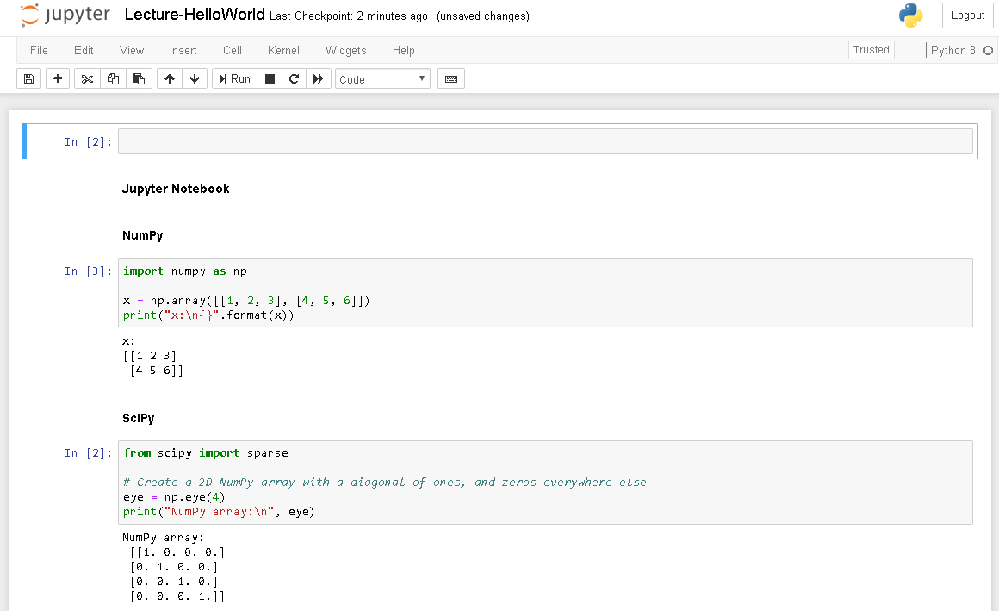 jupyter Lecture-HelloWorld Last Checkpoint: 2 minutes ago (unsaved changes) Logout
File Edit View Insert Cell Kernel Widgets Help Trusted Python 3
Run Code
In [2]:
Jupyter Notebook
NumPy
In [3]: import numpy as np
x = np.array([[1, 2, 3], [4, 5, 6]])
print("x:\n{}".format(x))
x:
[[1 2 3]
 [4 5 6]]
SciPy
In [2]: from scipy import sparse
# Create a 2D NumPy array with a diagonal of ones, and zeros everywhere else
eye = np.eye(4)
print("NumPy array:\n", eye)
NumPy array:
 [[1. 0. 0. 0.]
 [0. 1. 0. 0.]
 [0. 0. 1. 0.]
 [0. 0. 0. 1.]]